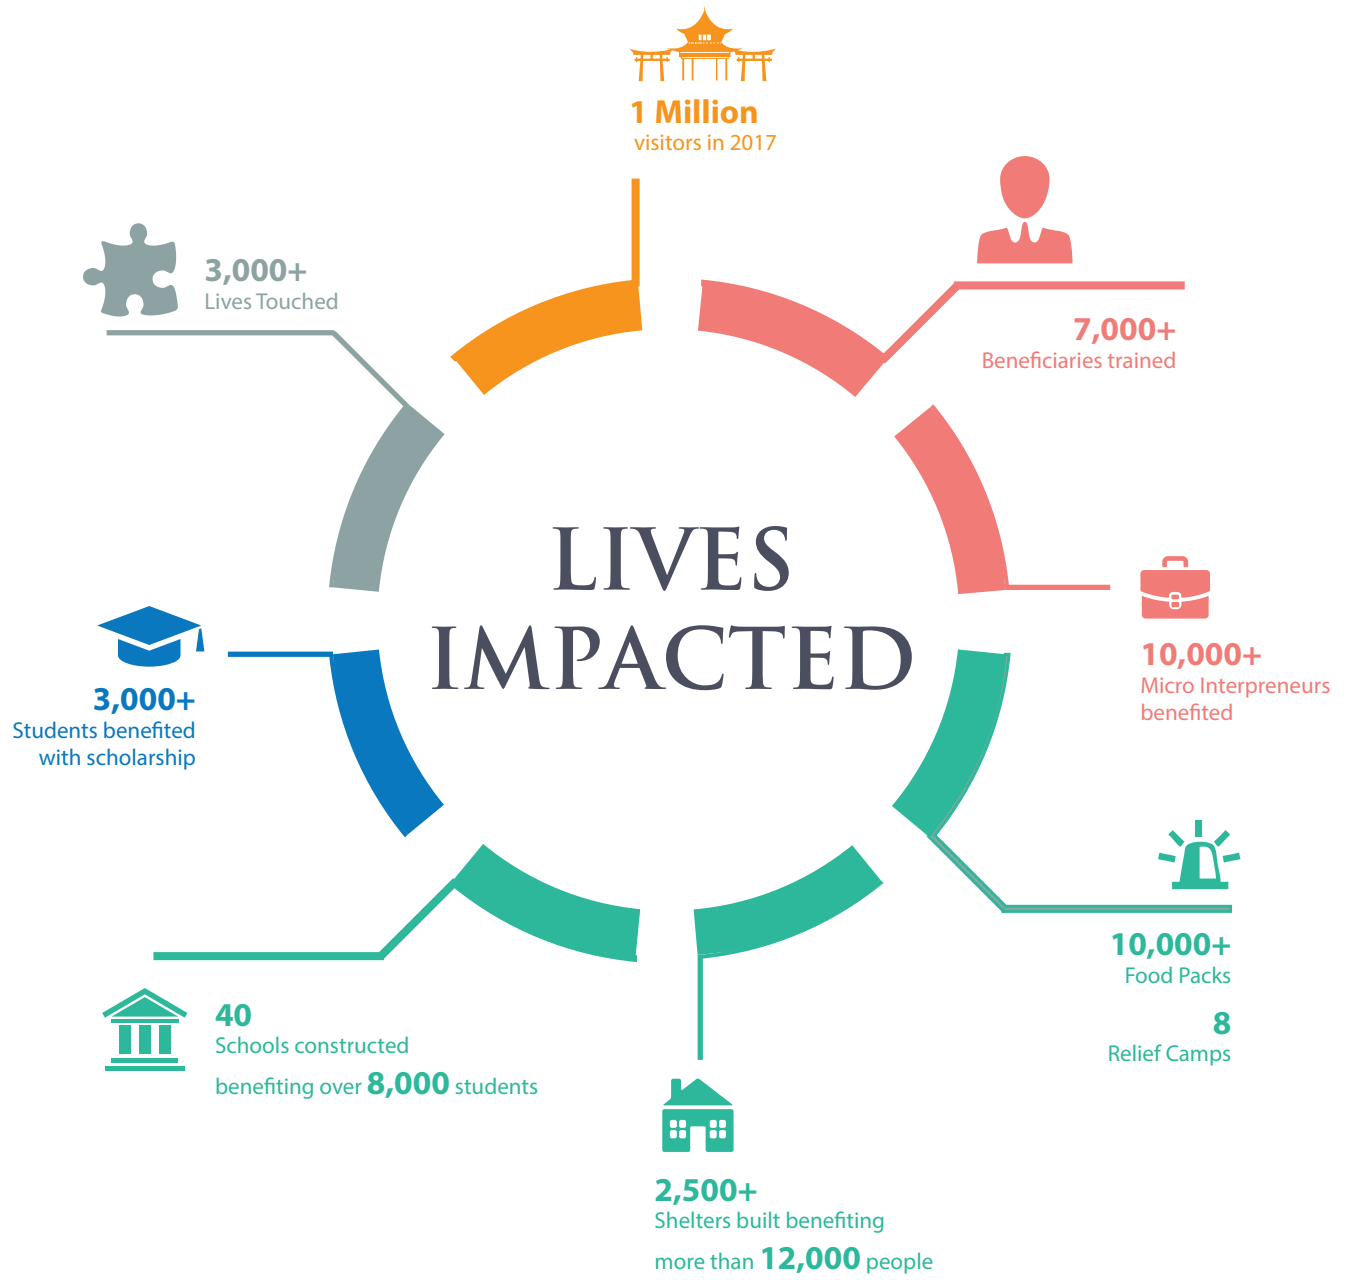 1 Million
visitors in 2017
7,000+
Beneficiaries trained
3,000+
Lives Touched
LIVES
IMPACTED
10,000+
Micro Interpreneurs
benefited
3,000+
Students benefited
with scholarship
10,000+
Food Packs
8
Relief Camps
40
Schools constructed
benefiting over 8,000 students
2,500+
Shelters built benefiting
more than 12,000 people